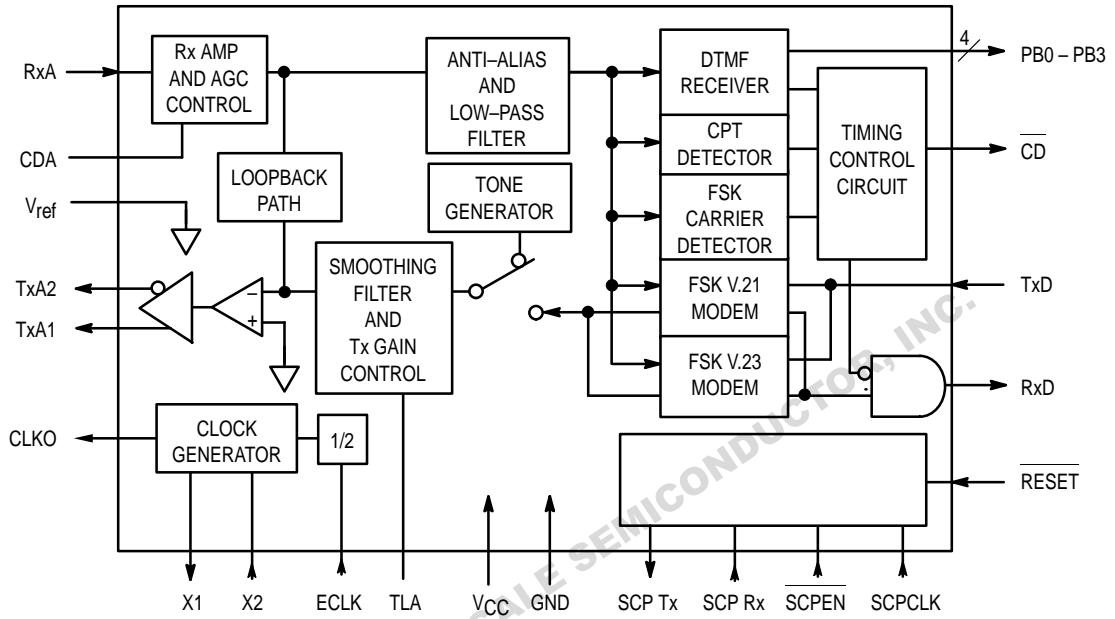 RxA
Rx AMP
AND AGC
CONTROL
ANTI–ALIAS
AND
LOW–PASS
FILTER
DTMF
RECEIVER
4
PB0 – PB3
CDA
LOOPBACK
PATH
TONE
GENERATOR
CPT
DETECTOR
TIMING
CONTROL
CIRCUIT
CD
Vref
FSK
CARRIER
DETECTOR
TxA2
TxA1
–
+
SMOOTHING
FILTER
AND
Tx GAIN
CONTROL
FSK V.21
MODEM
TxD
FSK V.23
MODEM
RxD
CLKO
CLOCK
GENERATOR
1/2
RESET
X1
X2
ECLK
TLA
VCC
GND
SCP Tx
SCP Rx
SCPEN
SCPCLK
SCALE SEMICONDUCTOR, INC.